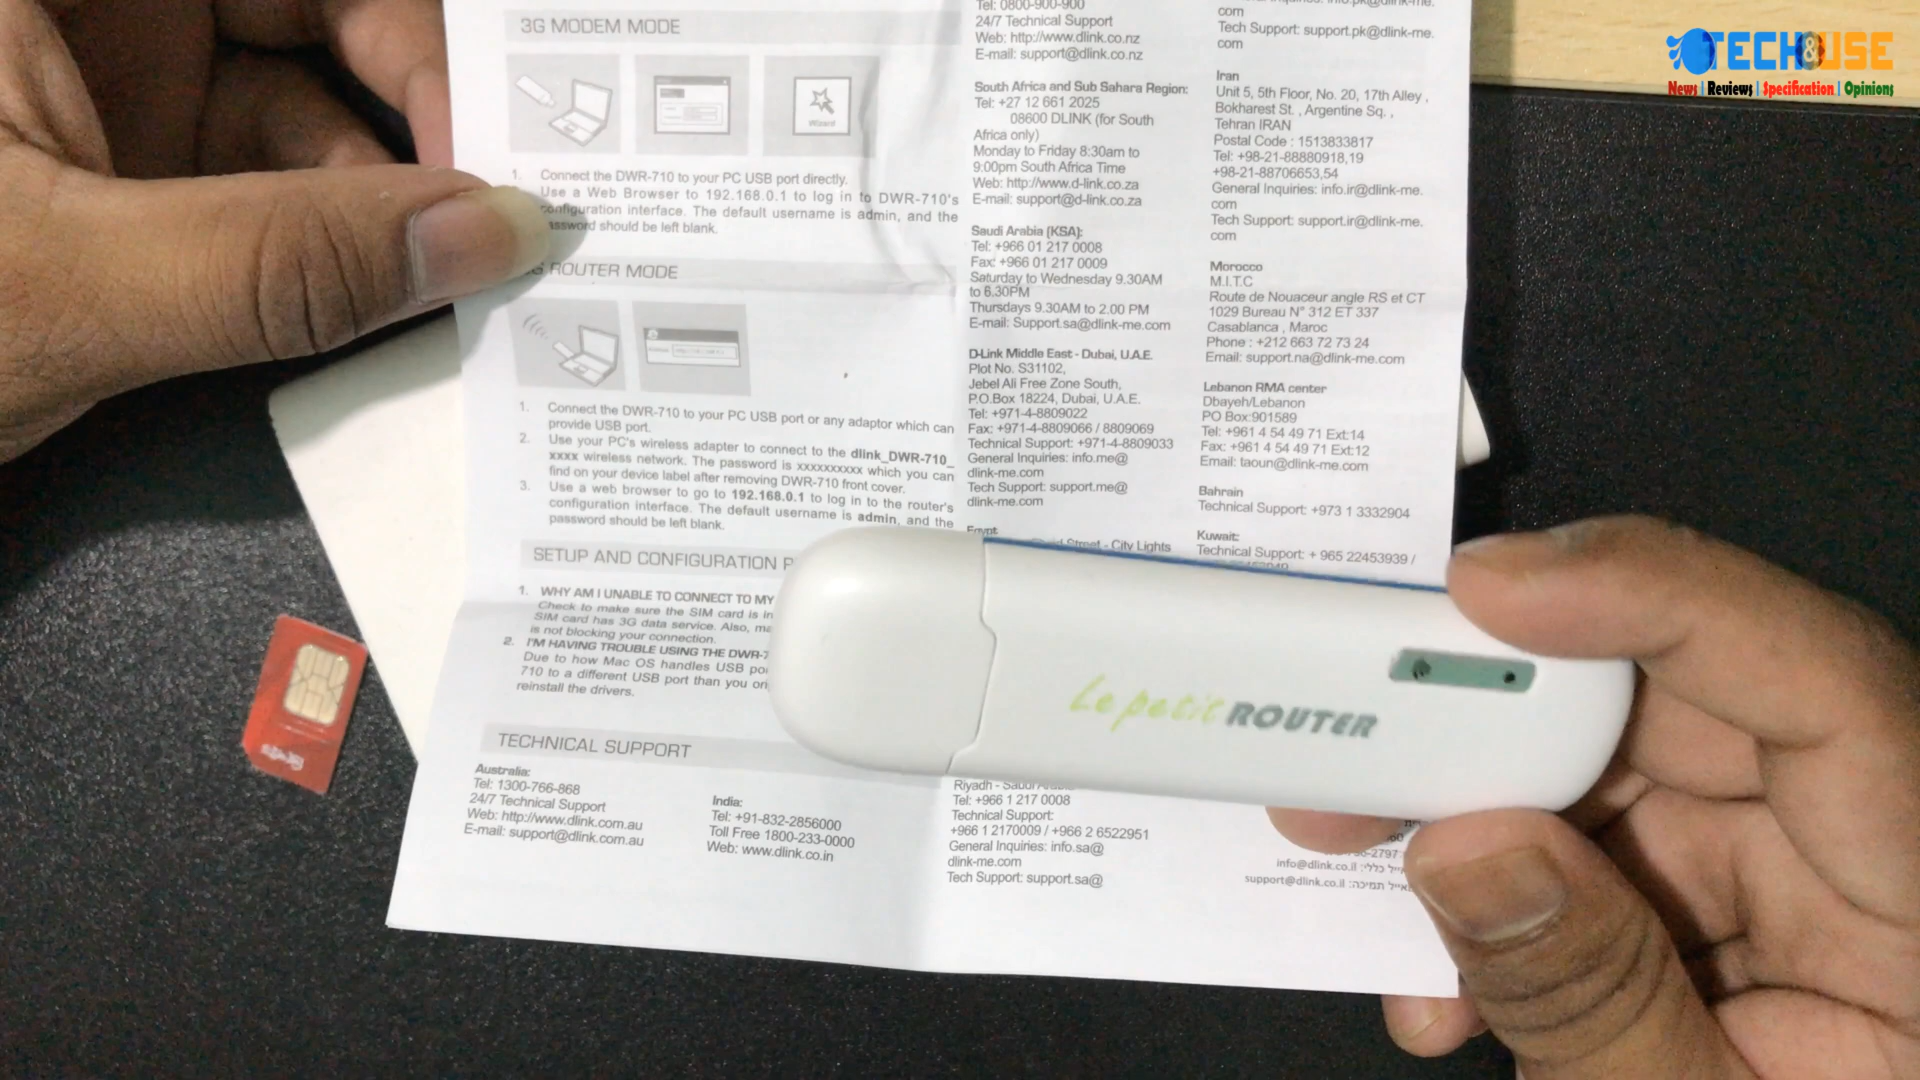 TECH&USE
News | Reviews | Specification | Opinions
3G MODEM MODE
Wizard
1. Connect the DWR-710 to your PC USB port directly.
Use a Web Browser to 192.168.0.1 to log in to DWR-710's
configuration interface. The default username is admin, and the
password should be left blank.
ROUTER MODE
1. Connect the DWR-710 to your PC USB port or any adaptor which can
provide USB port.
2. Use your PC's wireless adapter to connect to the dlink_DWR-710_
xxxx wireless network. The password is xxxxxxxxxx which you can
find on your device label after removing DWR-710 front cover.
3. Use a web browser to go to 192.168.0.1 to log in to the router's
configuration interface. The default username is admin, and the
password should be left blank.
SETUP AND CONFIGURATION P
1. WHY AM I UNABLE TO CONNECT TO MY
Check to make sure the SIM card is in
SIM card has 3G data service. Also, ma
is not blocking your connection.
2. I'M HAVING TROUBLE USING THE DWR-7
Due to how Mac OS handles USB po
710 to a different USB port than you ori
reinstall the drivers.
TECHNICAL SUPPORT
Australia:
Tel: 1300-766-868
24/7 Technical Support
Web: http://www.dlink.com.au
E-mail: support@dlink.com.au
India:
Tel: +91-832-2856000
Toll Free 1800-233-0000
Web: www.dlink.co.in
Tel: 0800-900-900
24/7 Technical Support
Web: http://www.dlink.co.nz
E-mail: support@dlink.co.nz
South Africa and Sub Sahara Region:
Tel: +27 12 661 2025
08600 DLINK (for South
Africa only)
Monday to Friday 8:30am to
9:00pm South Africa Time
Web: http://www.d-link.co.za
E-mail: support@d-link.co.za
Saudi Arabia (KSA):
Tel: +966 01 217 0008
Fax: +966 01 217 0009
Saturday to Wednesday 9.30AM
to 6.30PM
Thursdays 9.30AM to 2.00 PM
E-mail: Support.sa@dlink-me.com
D-Link Middle East - Dubai, U.A.E.
Plot No. S31102,
Jebel Ali Free Zone South,
P.O.Box 18224, Dubai, U.A.E.
Tel: +971-4-8809022
Fax: +971-4-8809066 / 8809069
Technical Support: +971-4-8809033
General Inquiries: info.me@
dlink-me.com
Tech Support: support.me@
dlink-me.com
Egypt
Street - City Lights
Riyadh - Saudi
Tel: +966 1 217 0008
Technical Support:
+966 1 2170009 / +966 2 6522951
General Inquiries: info.sa@
dlink-me.com
Tech Support: support.sa@
com
Tech Support: support.pk@dlink-me.
com
Iran
Unit 5, 5th Floor, No. 20, 17th Alley ,
Bokharest St. , Argentine Sq. ,
Tehran IRAN
Postal Code : 1513833817
Tel: +98-21-88880918,19
+98-21-88706653,54
General Inquiries: info.ir@dlink-me.
com
Tech Support: support.ir@dlink-me.
com
Morocco
M.I.T.C
Route de Nouaceur angle RS et CT
1029 Bureau N° 312 ET 337
Casablanca , Maroc
Phone : +212 663 72 73 24
Email: support.na@dlink-me.com
Lebanon RMA center
Dbayeh/Lebanon
PO Box:901589
Tel: +961 4 54 49 71 Ext:14
Fax: +961 4 54 49 71 Ext:12
Email: taoun@dlink-me.com
Bahrain
Technical Support: +973 1 3332904
Kuwait:
Technical Support: + 965 22453939 /
info@dlink.co.il
support@dlink.co.il :תמיכה
Le petit ROUTER